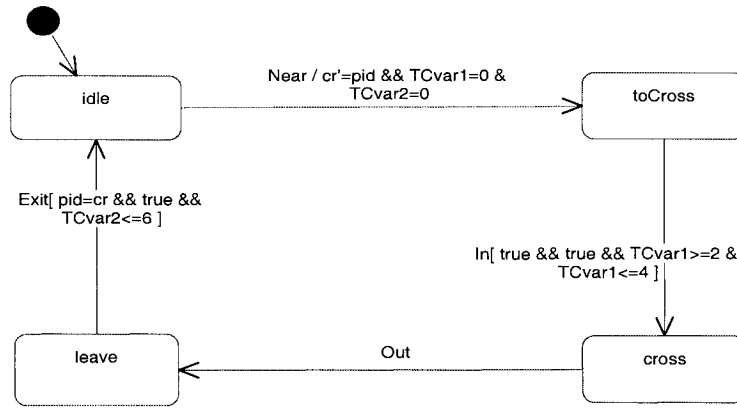 Near / cr'=pid && TCvar1=0 &
TCvar2=0
idle
toCross
Exit[ pid=cr && true &&
TCvar2<=6 ]
In[ true && true && TCvar1>=2 &
TCvar1<=4 ]
Out
leave
cross